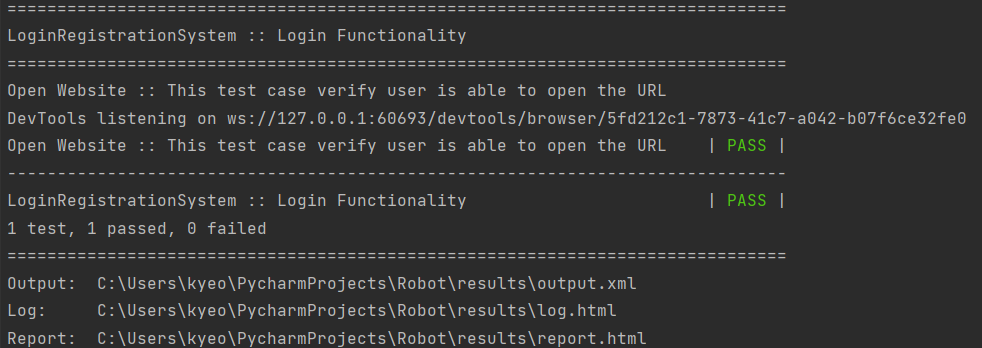 ==============================================================================
LoginRegistrationSystem :: Login Functionality
==============================================================================
Open Website :: This test case verify user is able to open the URL
DevTools listening on ws://127.0.0.1:60693/devtools/browser/5fd212c1-7873-41c7-a042-b07f6ce32fe0
Open Website :: This test case verify user is able to open the URL    | PASS |
------------------------------------------------------------------------------
LoginRegistrationSystem :: Login Functionality                        | PASS |
1 test, 1 passed, 0 failed
==============================================================================
Output:  C:\Users\kyeo\PycharmProjects\Robot\results\output.xml
Log:     C:\Users\kyeo\PycharmProjects\Robot\results\log.html
Report:  C:\Users\kyeo\PycharmProjects\Robot\results\report.html